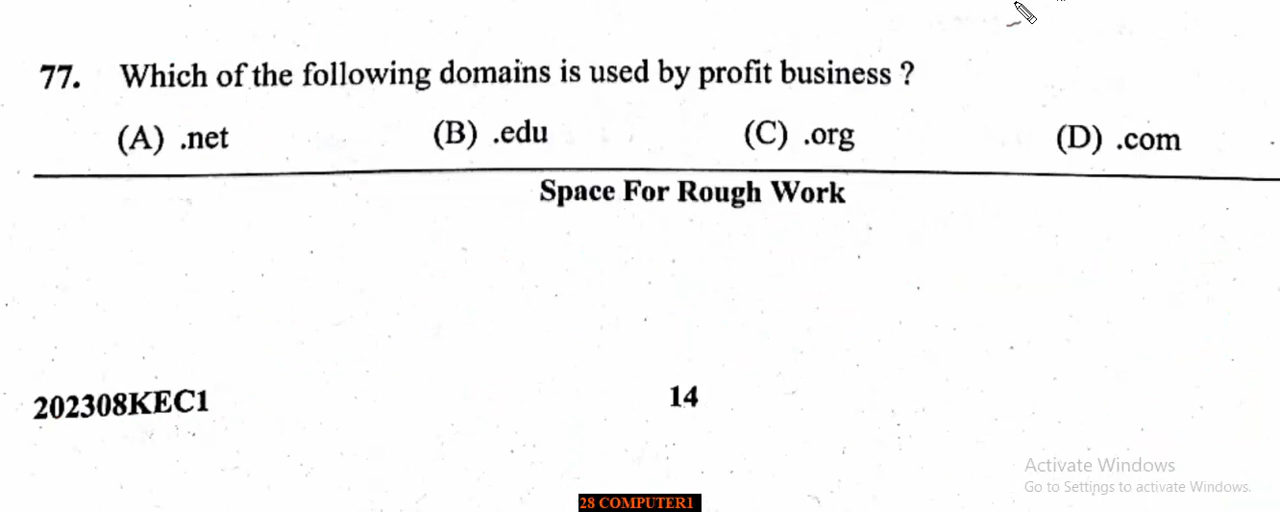 77. Which of the following domains is used by profit business ?
(A) .net (B) .edu (C) .org (D) .com
Space For Rough Work
202308KEC1 14
Activate Windows
Go to Settings to activate Windows.
28 COMPUTER1